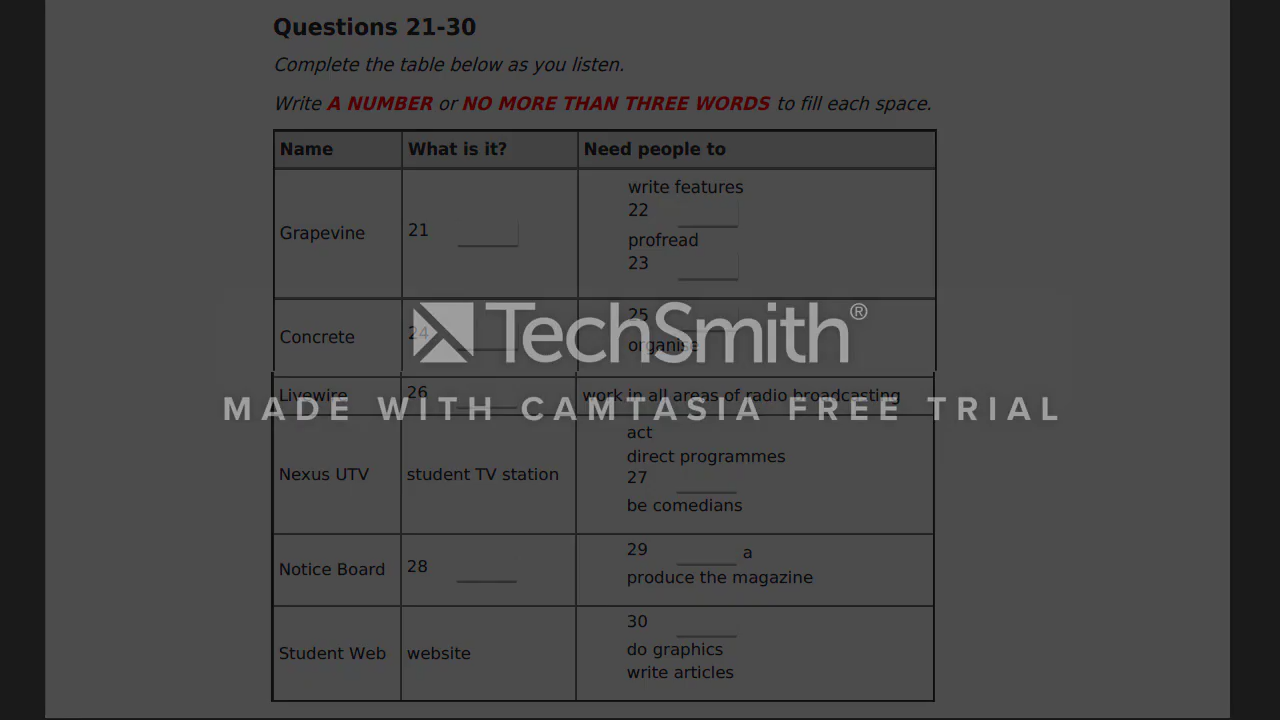 Questions 21-30
Complete the table below as you listen.
Write A NUMBER or NO MORE THAN THREE WORDS to fill each space.
Name What is it? Need people to
Grapevine 21
write features
22
profread
23
Concrete 24
25
organise
TechSmith®
Livewire 26 work in all areas of radio broadcasting
MADE WITH CAMTASIA FREE TRIAL
Nexus UTV student TV station
act
direct programmes
27
be comedians
Notice Board 28
29 a
produce the magazine
Student Web website
30
do graphics
write articles